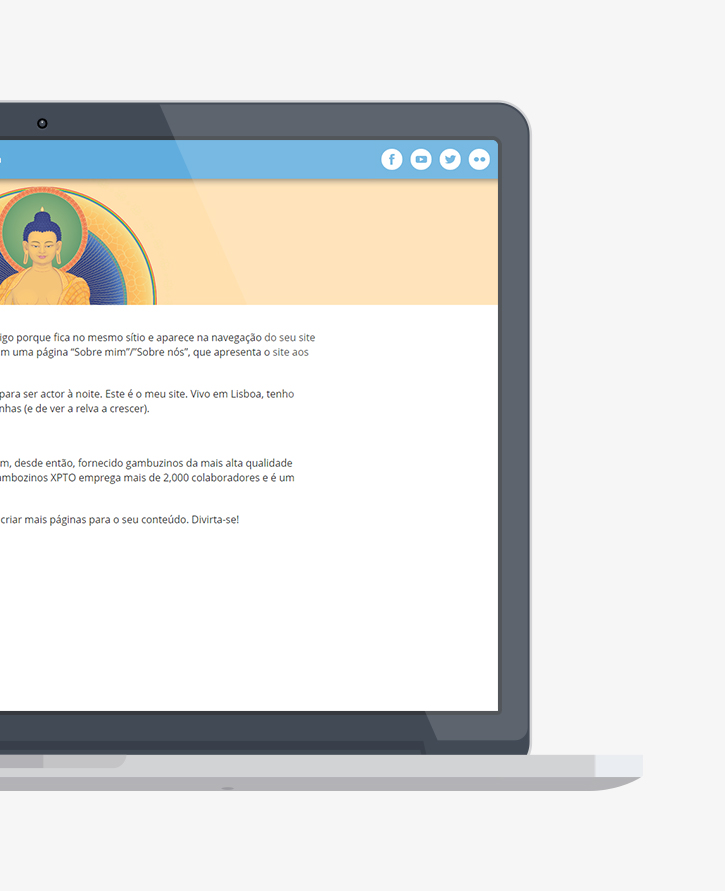 porque fica no mesmo sítio e aparece na navegação do seu site
uma página “Sobre mim”/”Sobre nós”, que apresenta o site aos
para ser actor à noite. Este é o meu site. Vivo em Lisboa, tenho
(e de ver a relva a crescer).
desde então, fornecido gambuzinos da mais alta qualidade
XPTO emprega mais de 2,000 colaboradores e é um
criar mais páginas para o seu conteúdo. Divirta-se!